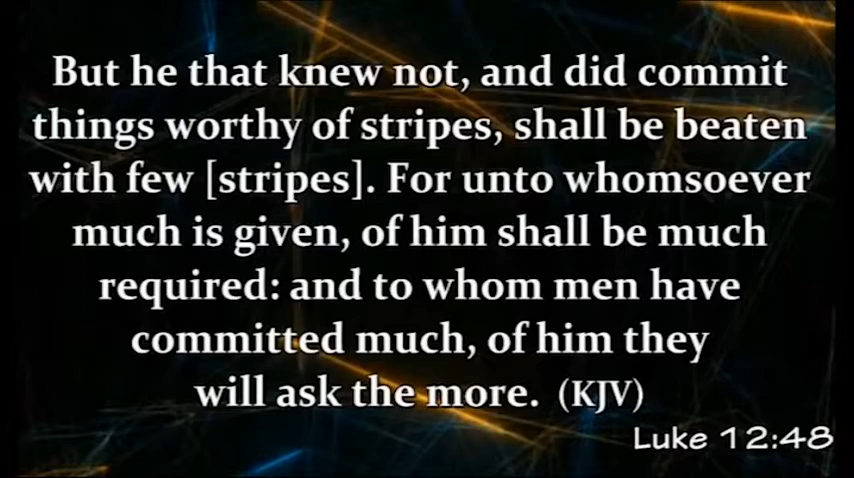 But he that knew not, and did commit
things worthy of stripes, shall be beaten
with few [stripes]. For unto whomsoever
much is given, of him shall be much
required: and to whom men have
committed much, of him they
will ask the more. (KJV)
Luke 12:48